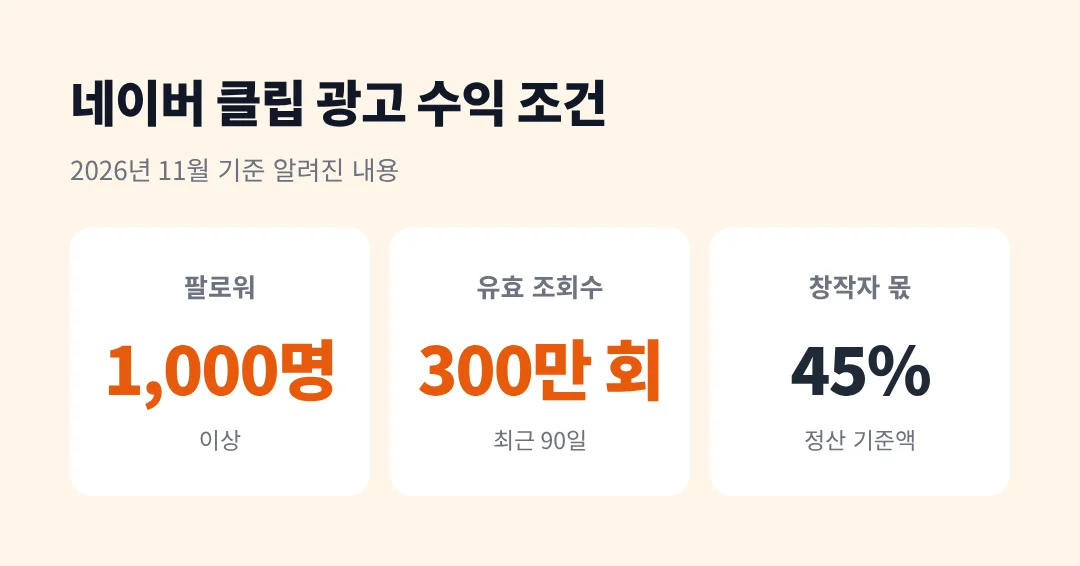 네이버 클립 광고 수익 조건
2026년 11월 기준 알려진 내용
팔로워
1,000명
이상
유효 조회수
300만 회
최근 90일
창작자 몫
45%
정산 기준액